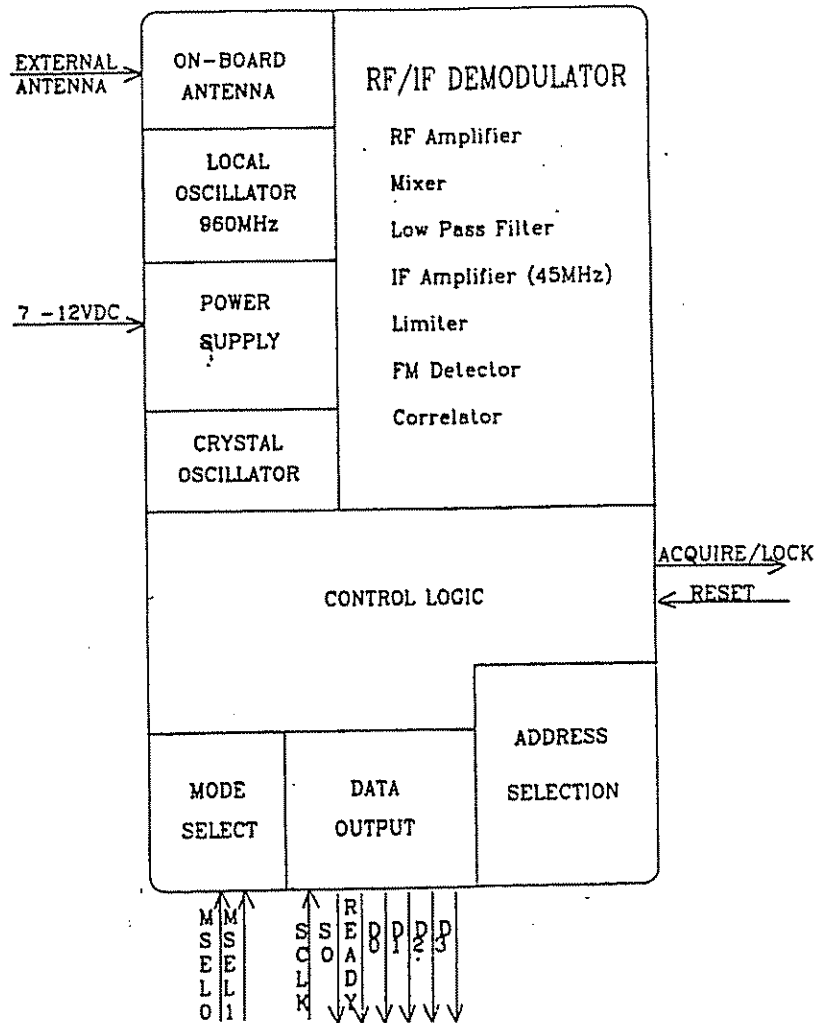 EXTERNAL
ANTENNA
ON-BOARD
ANTENNA
LOCAL
OSCILLATOR
960MHz
7 -12VDC
POWER
SUPPLY
CRYSTAL
OSCILLATOR
RF/IF DEMODULATOR
RF Amplifier
Mixer
Low Pass Filter
IF Amplifier (45MHz)
Limiter
FM Detector
Correlator
CONTROL LOGIC
ACQUIRE/LOCK
RESET
MODE
SELECT
DATA
OUTPUT
ADDRESS
SELECTION
MSEL0
MSEL1
SCLK
SO
READY
D0
D1
D2
D3